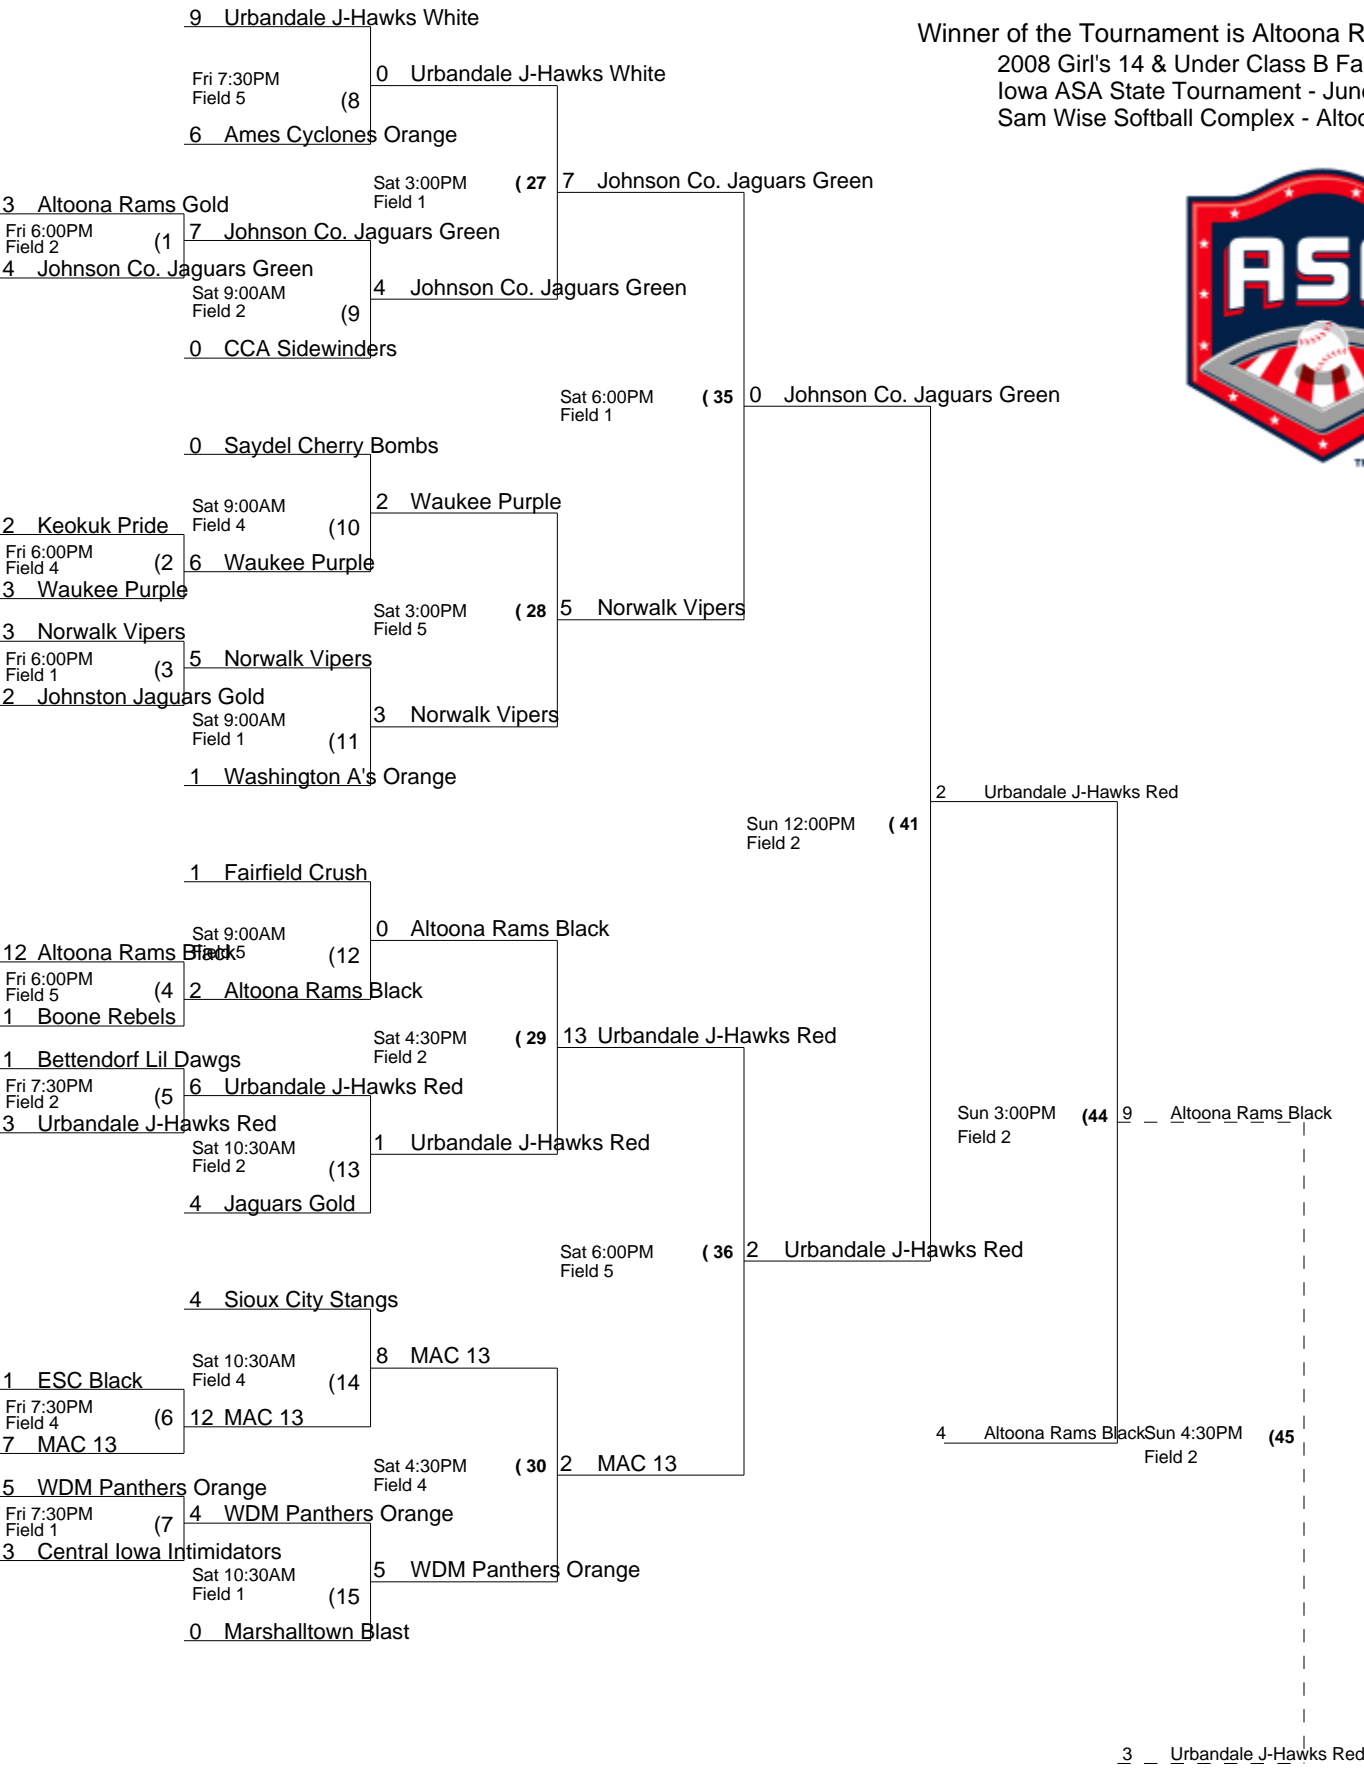 9 Urbandale J-Hawks White
Winner of the Tournament is Altoona R
2008 Girl's 14 & Under Class B Fa
Iowa ASA State Tournament - Jun
Sam Wise Softball Complex - Alto
Fri 7:30PM
Field 5 (8
0 Urbandale J-Hawks White
6 Ames Cyclones Orange
Sat 3:00PM (27
Field 1
7 Johnson Co. Jaguars Green
3 Altoona Rams Gold
Fri 6:00PM
Field 2 (1
7 Johnson Co. Jaguars Green
4 Johnson Co. Jaguars Green
Sat 9:00AM
Field 2 (9
4 Johnson Co. Jaguars Green
0 CCA Sidewinders
AS
Sat 6:00PM (35
Field 1
0 Johnson Co. Jaguars Green
0 Saydel Cherry Bombs
Sat 9:00AM
Field 4 (10
2 Waukee Purple
2 Keokuk Pride
Fri 6:00PM
Field 4 (2
6 Waukee Purple
3 Waukee Purple
Sat 3:00PM (28
Field 5
5 Norwalk Vipers
3 Norwalk Vipers
Fri 6:00PM
Field 1 (3
5 Norwalk Vipers
2 Johnston Jaguars Gold
Sat 9:00AM
Field 1 (11
3 Norwalk Vipers
1 Washington A's Orange
2 Urbandale J-Hawks Red
Sun 12:00PM (41
Field 2
1 Fairfield Crush
Sat 9:00AM
Field 5 (12
0 Altoona Rams Black
12 Altoona Rams Black
Fri 6:00PM
Field 5 (4
2 Altoona Rams Black
1 Boone Rebels
Sat 4:30PM (29
Field 2
13 Urbandale J-Hawks Red
1 Bettendorf Lil Dawgs
Fri 7:30PM
Field 2 (5
6 Urbandale J-Hawks Red
3 Urbandale J-Hawks Red
Sat 10:30AM
Field 2 (13
1 Urbandale J-Hawks Red
4 Jaguars Gold
Sun 3:00PM (44
Field 2
9 Altoona Rams Black
Sat 6:00PM (36
Field 5
2 Urbandale J-Hawks Red
4 Sioux City Stangs
Sat 10:30AM
Field 4 (14
8 MAC 13
1 ESC Black
Fri 7:30PM
Field 4 (6
12 MAC 13
7 MAC 13
4 Altoona Rams Black
Sun 4:30PM (45
Field 2
Sat 4:30PM (30
Field 4
2 MAC 13
5 WDM Panthers Orange
Fri 7:30PM
Field 1 (7
4 WDM Panthers Orange
3 Central Iowa Intimidators
Sat 10:30AM
Field 1 (15
5 WDM Panthers Orange
0 Marshalltown Blast
3 Urbandale J-Hawks Red